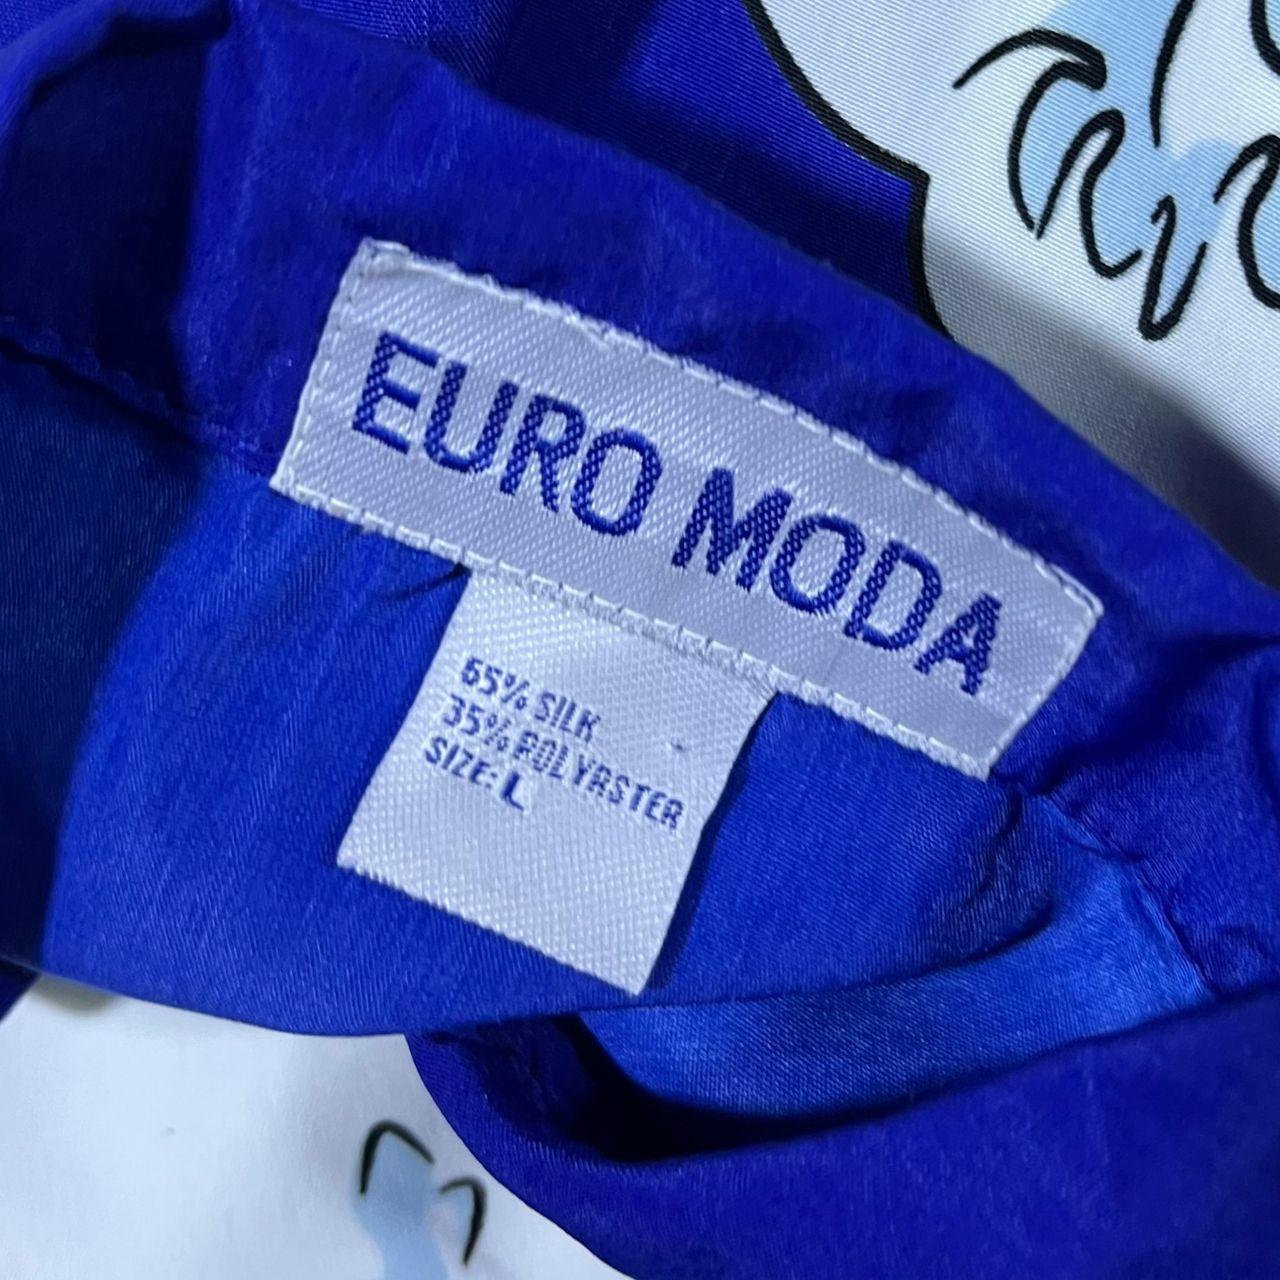 EURO MODA
65% SILK
35% POLYASTER
SIZE: L